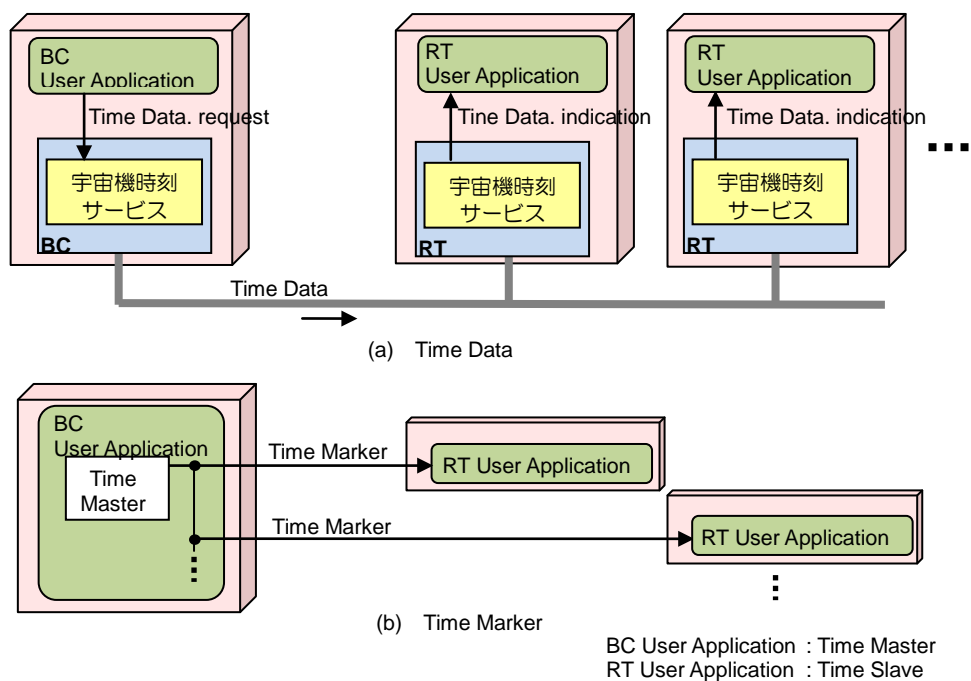 BC
User Application
Time Data. request
宇宙機時刻
サービス
BC
RT
User Application
Tine Data. indication
宇宙機時刻
サービス
RT
RT
User Application
Time Data. indication
宇宙機時刻
サービス
RT
...
Time Data
(a) Time Data
BC
User Application
Time
Master
Time Marker
RT User Application
Time Marker
RT User Application
(b) Time Marker
BC User Application : Time Master
RT User Application : Time Slave